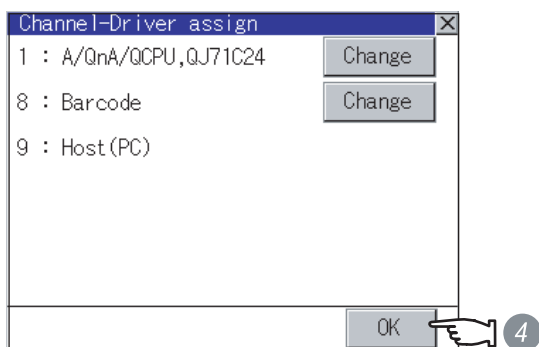 Channel-Driver assign
1 : A/QnA/QCPU,QJ71C24 Change
8 : Barcode Change
9 : Host(PC)
OK 4